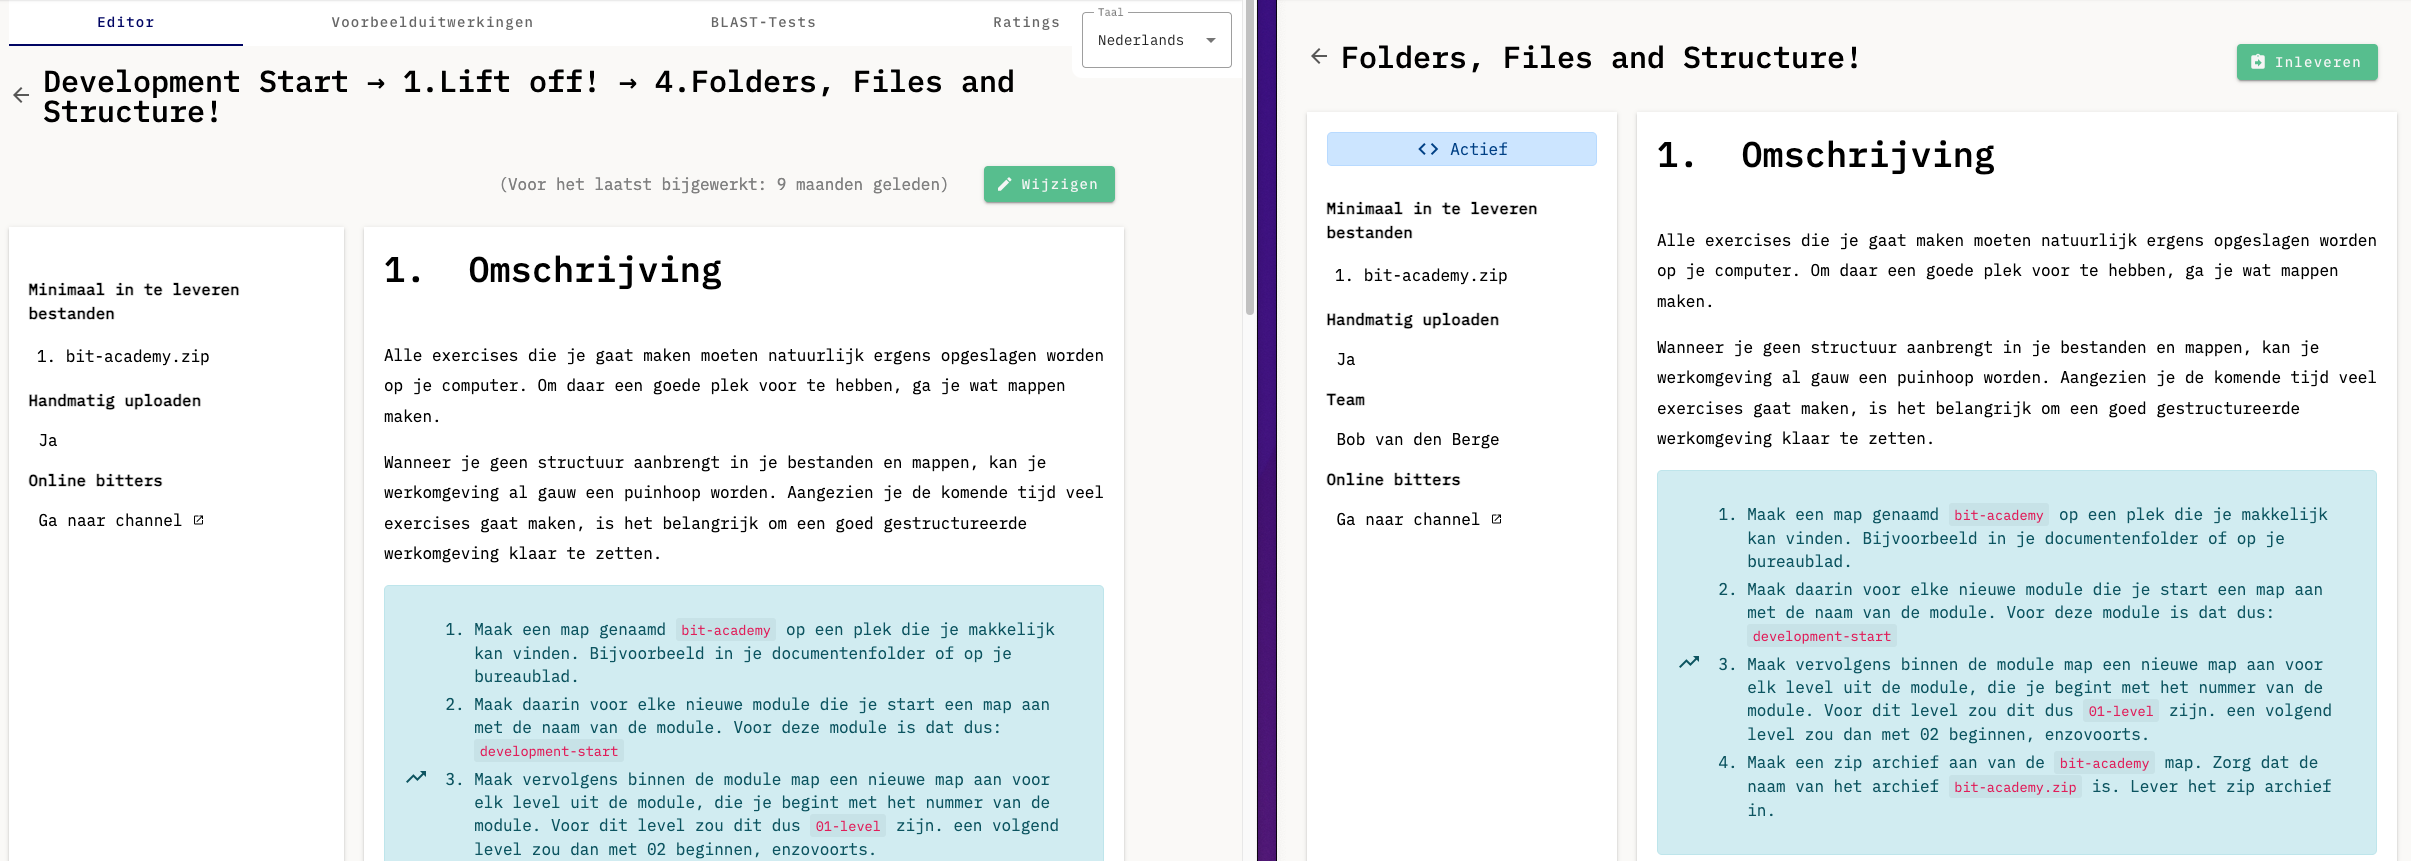 Editor
Voorbeelduitwerkingen
BLAST-Tests
Ratings
Taal
Nederlands
Development Start → 1.Lift off! → 4.Folders, Files and
Structure!
(Voor het laatst bijgewerkt: 9 maanden geleden)
Wijzigen
Minimaal in te leveren
bestanden
1. bit-academy.zip
Handmatig uploaden
Ja
Online bitters
Ga naar channel
1. Omschrijving
Alle exercises die je gaat maken moeten natuurlijk ergens opgeslagen worden
op je computer. Om daar een goede plek voor te hebben, ga je wat mappen
maken.
Wanneer je geen structuur aanbrengt in je bestanden en mappen, kan je
werkomgeving al gauw een puinhoop worden. Aangezien je de komende tijd veel
exercises gaat maken, is het belangrijk om een goed gestructureerde
werkomgeving klaar te zetten.
1. Maak een map genaamd bit-academy op een plek die je makkelijk
kan vinden. Bijvoorbeeld in je documentenfolder of op je
bureaublad.
2. Maak daarin voor elke nieuwe module die je start een map aan
met de naam van de module. Voor deze module is dat dus:
development-start
3. Maak vervolgens binnen de module map een nieuwe map aan voor
elk level uit de module, die je begint met het nummer van de
module. Voor dit level zou dit dus 01-level zijn. een volgend
level zou dan met 02 beginnen, enzovoorts.
Folders, Files and Structure!
Inleveren
<> Actief
Minimaal in te leveren
bestanden
1. bit-academy.zip
Handmatig uploaden
Ja
Team
Bob van den Berge
Online bitters
Ga naar channel
1. Omschrijving
Alle exercises die je gaat maken moeten natuurlijk ergens opgeslagen worden
op je computer. Om daar een goede plek voor te hebben, ga je wat mappen
maken.
Wanneer je geen structuur aanbrengt in je bestanden en mappen, kan je
werkomgeving al gauw een puinhoop worden. Aangezien je de komende tijd veel
exercises gaat maken, is het belangrijk om een goed gestructureerde
werkomgeving klaar te zetten.
1. Maak een map genaamd bit-academy op een plek die je makkelijk
kan vinden. Bijvoorbeeld in je documentenfolder of op je
bureaublad.
2. Maak daarin voor elke nieuwe module die je start een map aan
met de naam van de module. Voor deze module is dat dus:
development-start
3. Maak vervolgens binnen de module map een nieuwe map aan voor
elk level uit de module, die je begint met het nummer van de
module. Voor dit level zou dit dus 01-level zijn. een volgend
level zou dan met 02 beginnen, enzovoorts.
4. Maak een zip archief aan van de bit-academy map. Zorg dat de
naam van het archief bit-academy.zip is. Lever het zip archief
in.